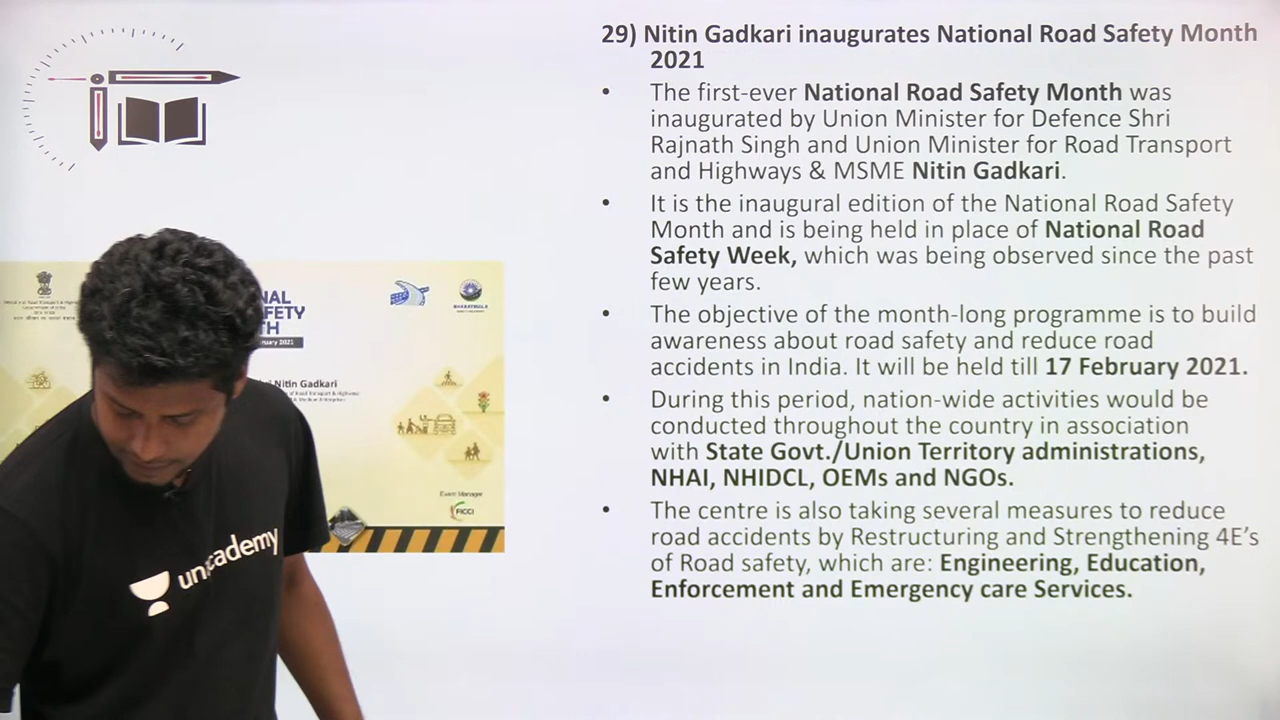 29) Nitin Gadkari inaugurates National Road Safety Month
2021
• The first-ever National Road Safety Month was
inaugurated by Union Minister for Defence Shri
Rajnath Singh and Union Minister for Road Transport
and Highways & MSME Nitin Gadkari.
• It is the inaugural edition of the National Road Safety
Month and is being held in place of National Road
Safety Week, which was being observed since the past
few years.
• The objective of the month-long programme is to build
awareness about road safety and reduce road
accidents in India. It will be held till 17 February 2021.
• During this period, nation-wide activities would be
conducted throughout the country in association
with State Govt./Union Territory administrations,
NHAI, NHIDCL, OEMs and NGOs.
• The centre is also taking several measures to reduce
road accidents by Restructuring and Strengthening 4E's
of Road safety, which are: Engineering, Education,
Enforcement and Emergency care Services.
NAL
FETY
TH
2021
Nitin Gadkari
Event Manager
FICCI
unacademy